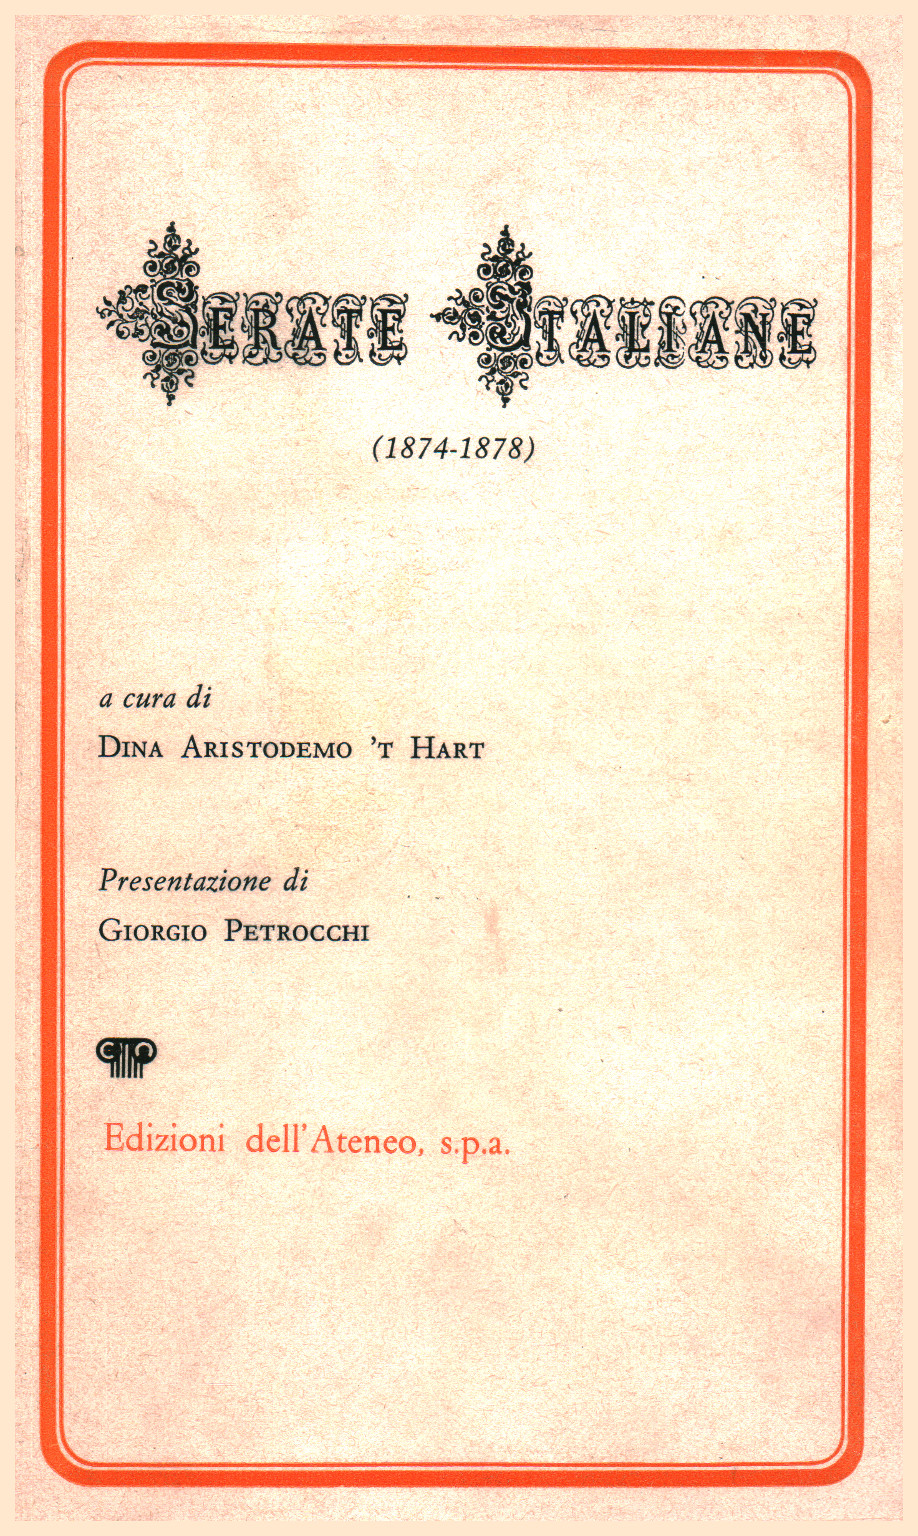 SERATE ITALIANE
(1874-1878)
a cura di
DINA ARISTODEMO ’T HART
Presentazione di
GIORGIO PETROCCHI
Edizioni dell’Ateneo, s.p.a.